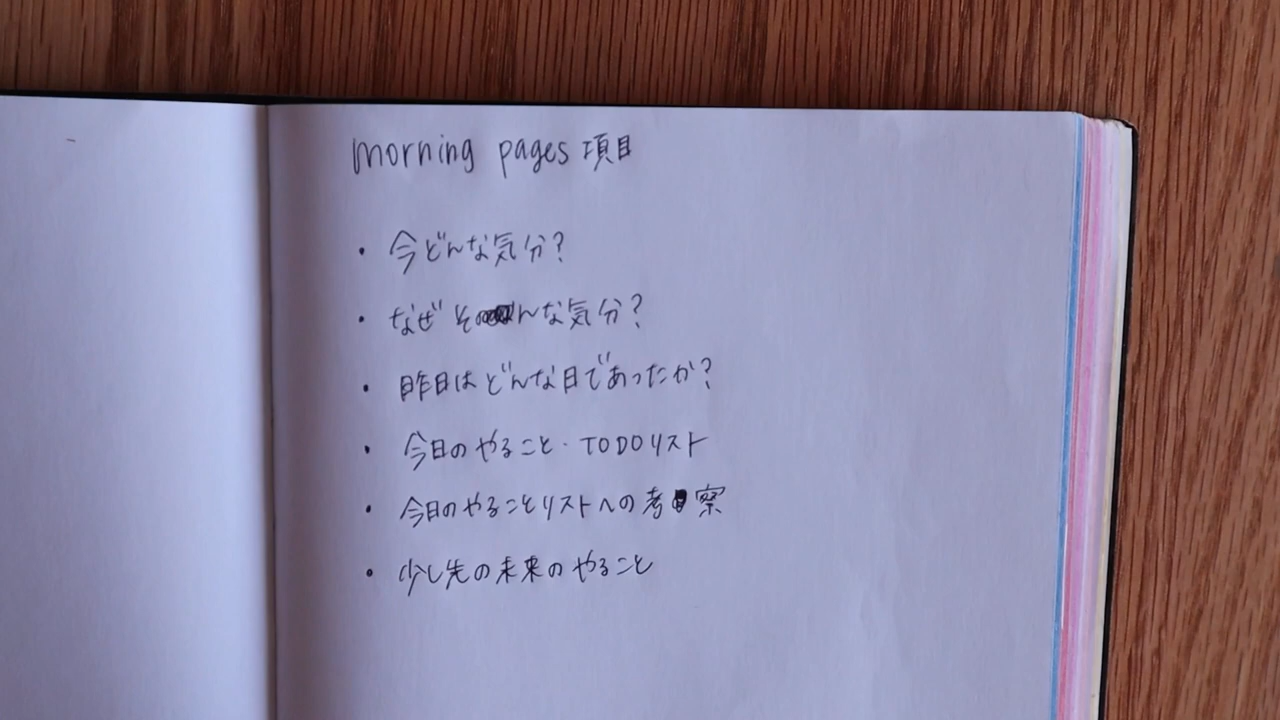 morning pages 項目
・今どんな気分?
・なぜそんな気分?
・昨日はどんな日であったか?
・今日のやること・TODOリスト
・今日のやることリストへの考察
・少し先の未来のやること